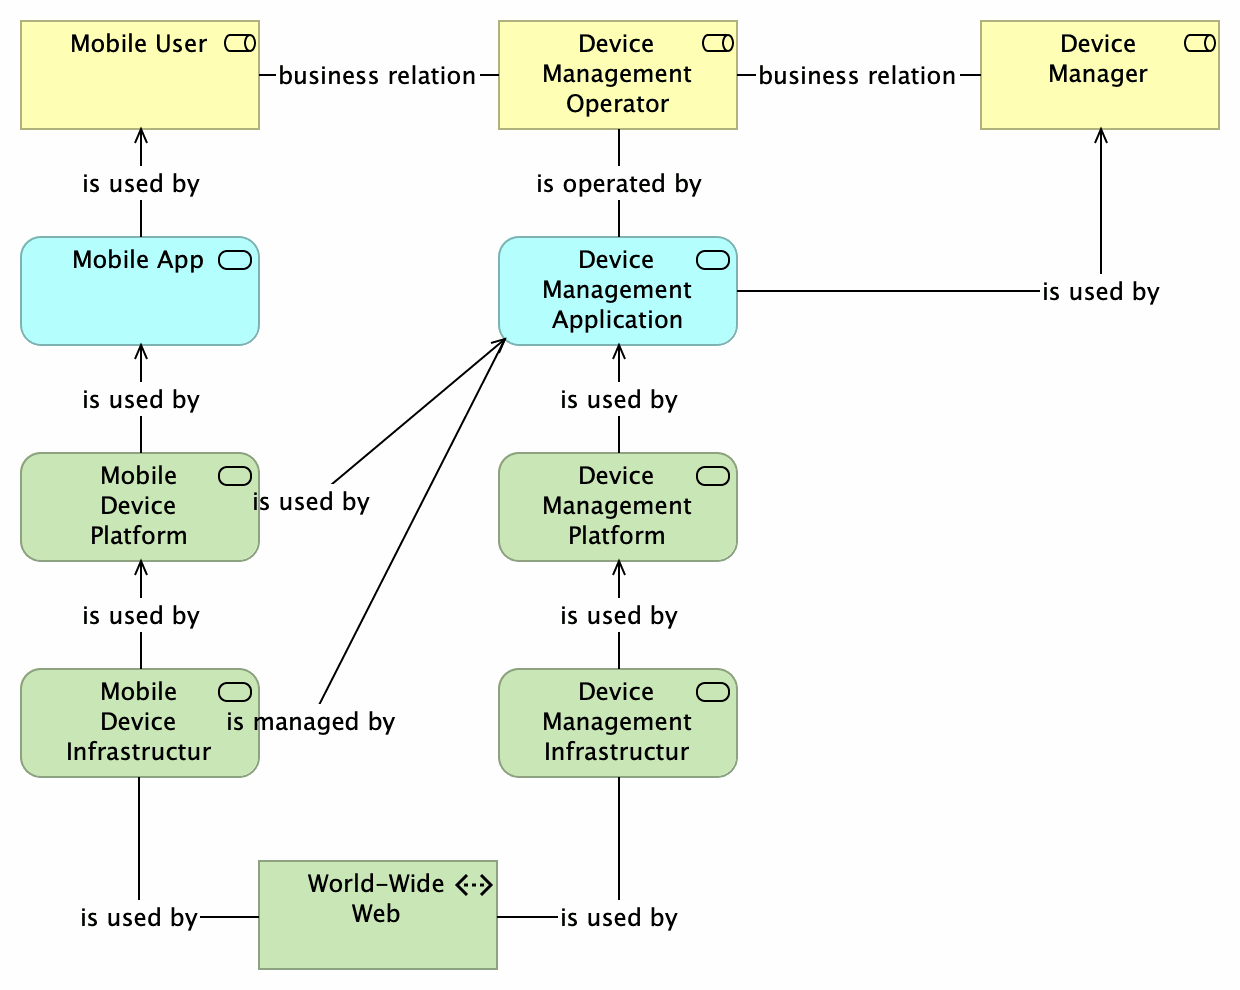 Mobile User
business relation
Device
Management
Operator
business relation
Device
Manager
is used by
is operated by
Mobile App
Device
Management
Application
is used by
is used by
is used by
Mobile
Device
Platform
is used by
Device
Management
Platform
is used by
is used by
Mobile
Device
Infrastructur
is managed by
Device
Management
Infrastructur
World-Wide
Web
is used by
is used by